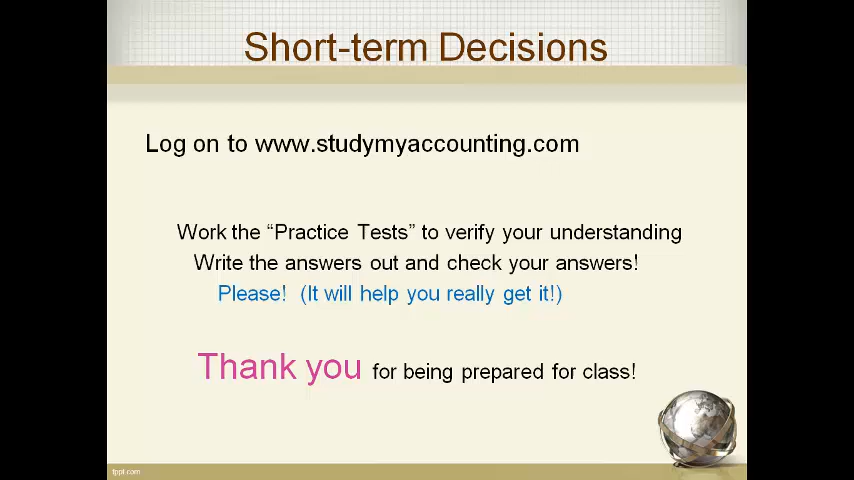 Short-term Decisions
Log on to www.studymyaccounting.com
Work the “Practice Tests” to verify your understanding
Write the answers out and check your answers!
Please!  (It will help you really get it!)
Thank you for being prepared for class!
fppt.com